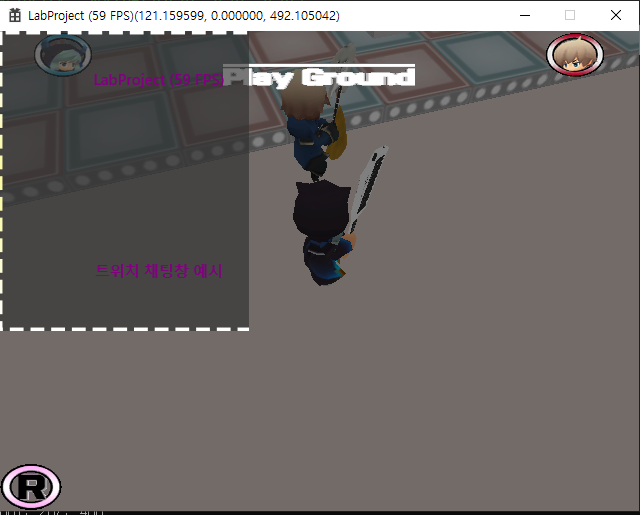 LabProject (59 FPS)(121.159599, 0.000000, 492.105042)
LabProject (59 FPS)
Play Ground
트위치 채팅창 예시
R